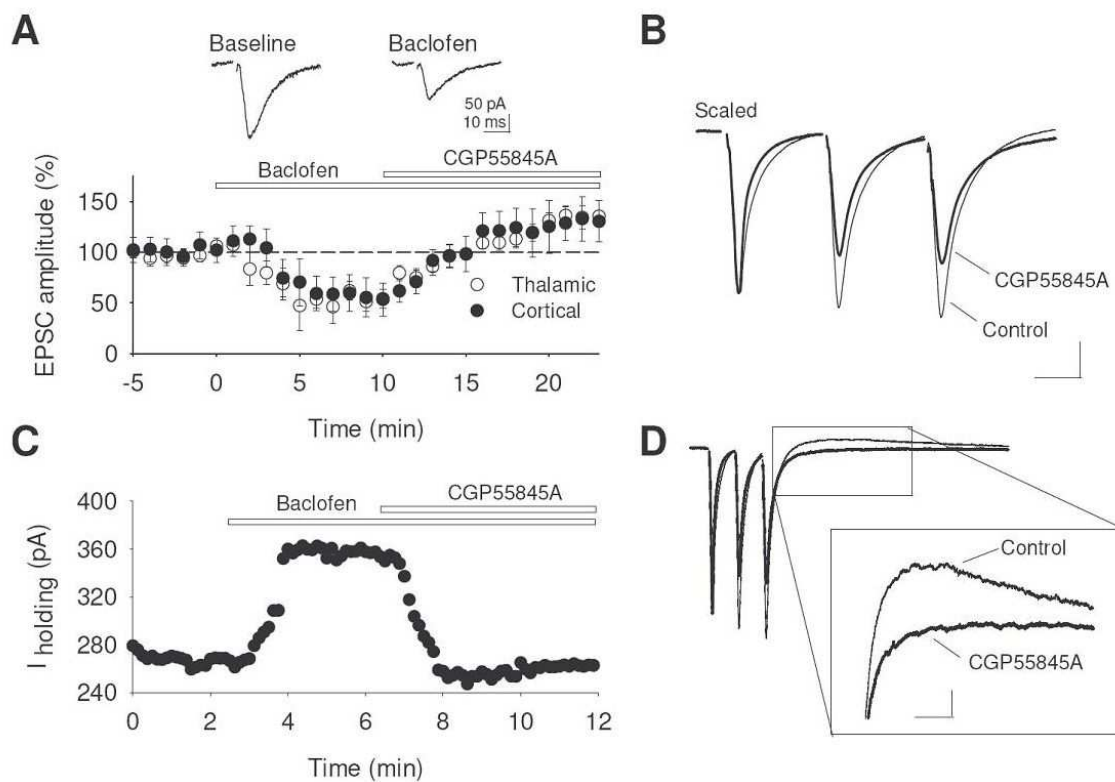 A
Baseline
Baclofen
50 pA
10 ms
CGP55845A
Baclofen
EPSC amplitude (%)
150
100
50
0
Thalamic
Cortical
-5 0 5 10 15 20
Time (min)
B
Scaled
CGP55845A
Control
C
CGP55845A
Baclofen
I holding (pA)
400
360
320
280
240
0 2 4 6 8 10 12
Time (min)
D
Control
CGP55845A